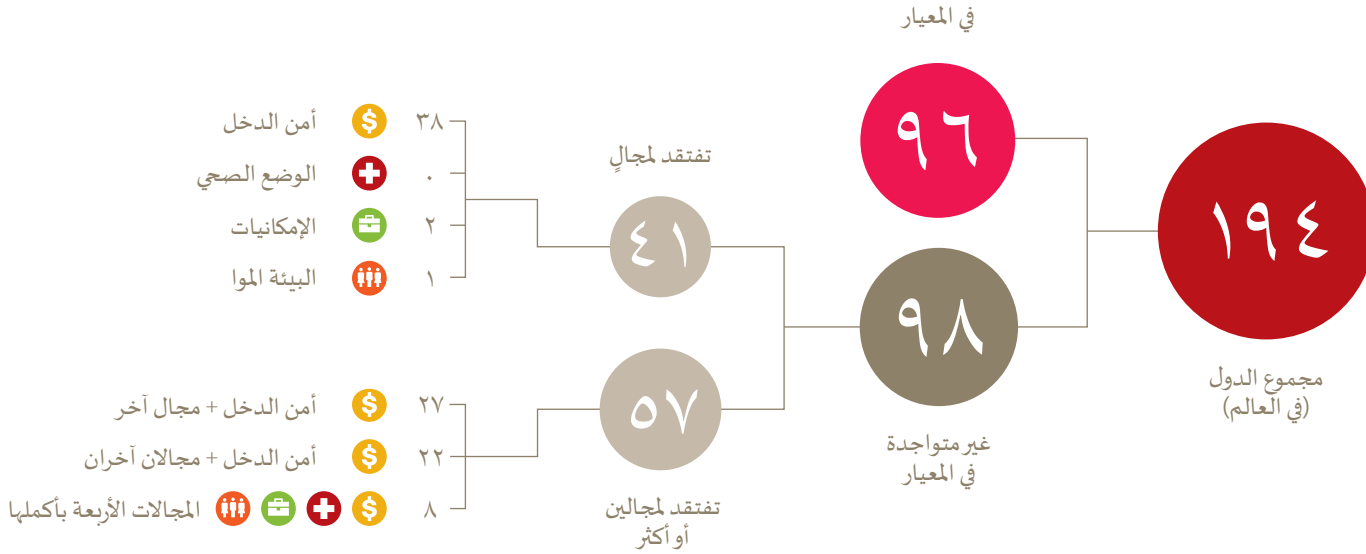 ١٩٤
مجموع الدول
(في العالم)
في المعيار
٩٦
٩٨
غير متواجدة
في المعيار
تفتقد لمجالٍ
٤١
٣٨ أمن الدخل
٠ الوضع الصحي
٢ الإمكانيات
١ البيئة الموا
٥٧
تفتقد لمجالين
أو أكثر
٢٧ أمن الدخل + مجال آخر
٢٢ أمن الدخل + مجالان آخران
٨ المجالات الأربعة بأكملها